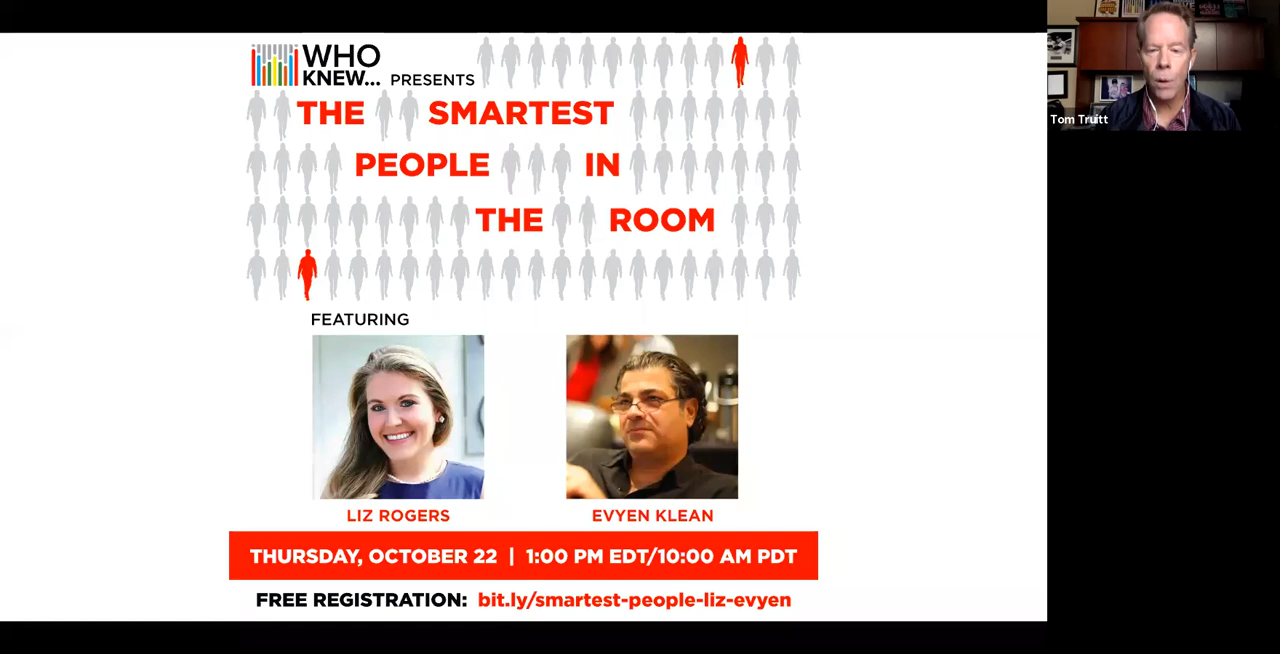 WHO
KNEW... PRESENTS
THE SMARTEST
PEOPLE IN
THE ROOM
FEATURING
LIZ ROGERS
EVYEN KLEAN
THURSDAY, OCTOBER 22 | 1:00 PM EDT/10:00 AM PDT
FREE REGISTRATION: bit.ly/smartest-people-liz-evyen
Tom Truitt